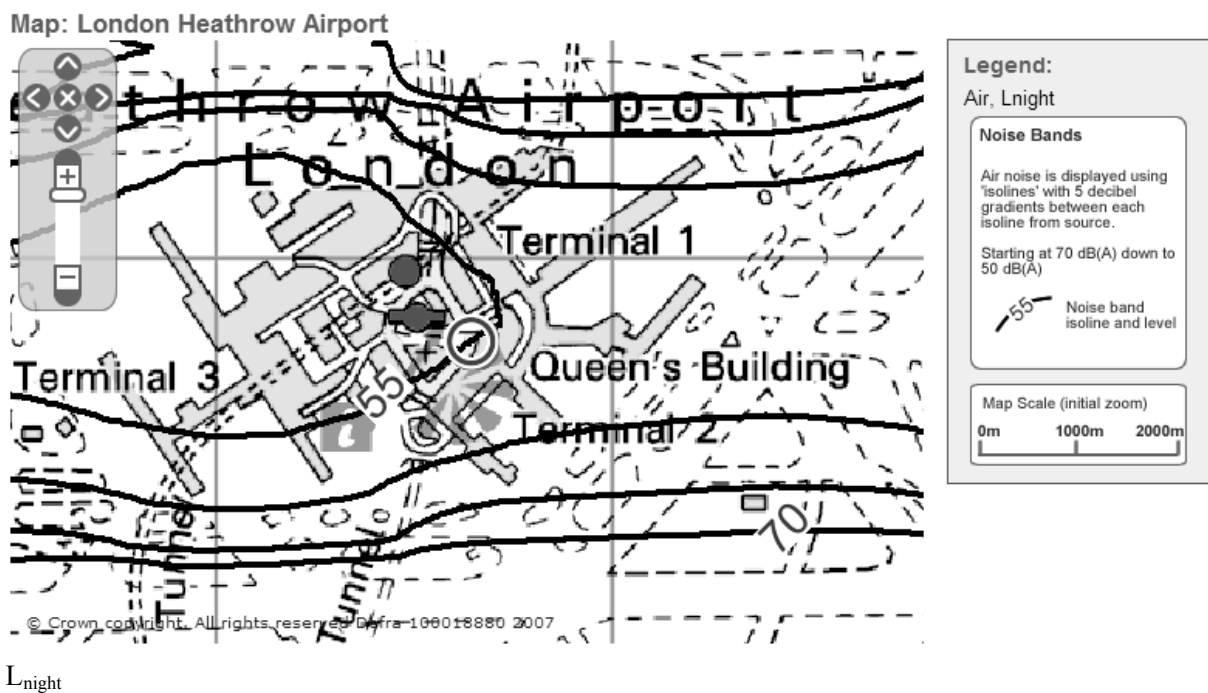 Map: London Heathrow Airport
Legend:
Air, Lnight
Noise Bands
Air noise is displayed using
'isolines' with 5 decibel
gradients between each
isoline from source.
Starting at 70 dB(A) down to
50 dB(A)
55
Noise band
isoline and level
Map Scale (initial zoom)
0m 1000m 2000m
throw Airport
London
Terminal 1
Terminal 3
Queen's Building
55
Terminal 2
70
Tunnel
Tunnel
© Crown copyright. All rights reserved Defra 100018880 2007
Lnight